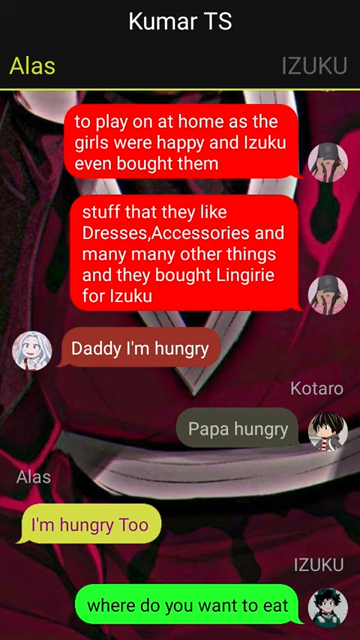 Kumar TS
Alas
IZUKU
to play on at home as the
girls were happy and Izuku
even bought them
stuff that they like
Dresses,Accessories and
many many other things
and they bought Lingirie
for Izuku
Daddy I'm hungry
Kotaro
Papa hungry
Alas
I'm hungry Too
IZUKU
where do you want to eat